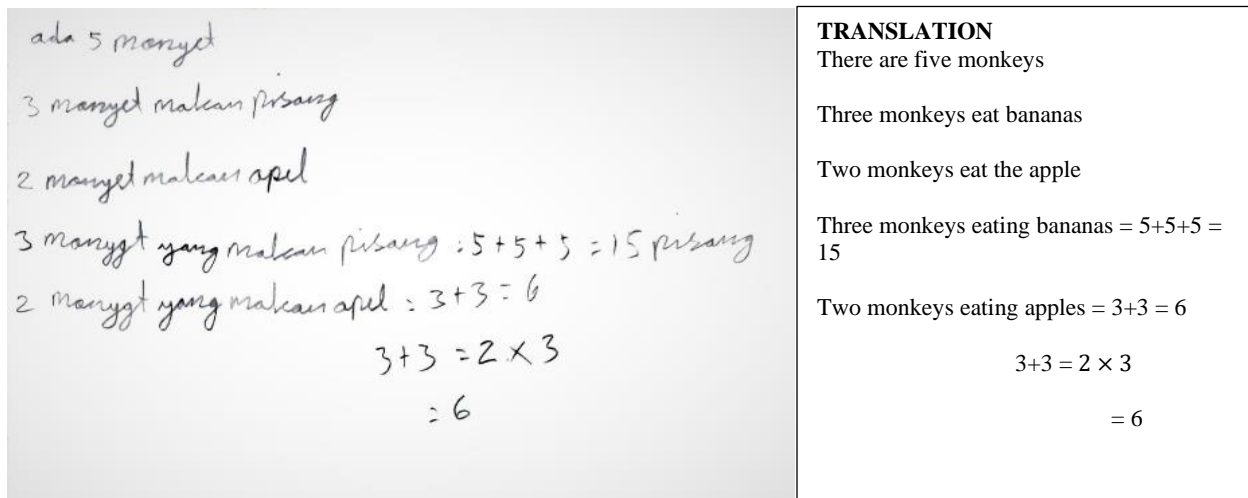 ada 5 monyet
3 monyet makan pisang
2 monyet makan apel
3 monyet yang makan pisang : 5 + 5 + 5 = 15 pisang
2 monyet yang makan apel : 3 + 3 = 6
3 + 3 = 2 × 3
= 6
TRANSLATION
There are five monkeys
Three monkeys eat bananas
Two monkeys eat the apple
Three monkeys eating bananas = 5+5+5 =
15
Two monkeys eating apples = 3+3 = 6
3+3 = 2 × 3
= 6